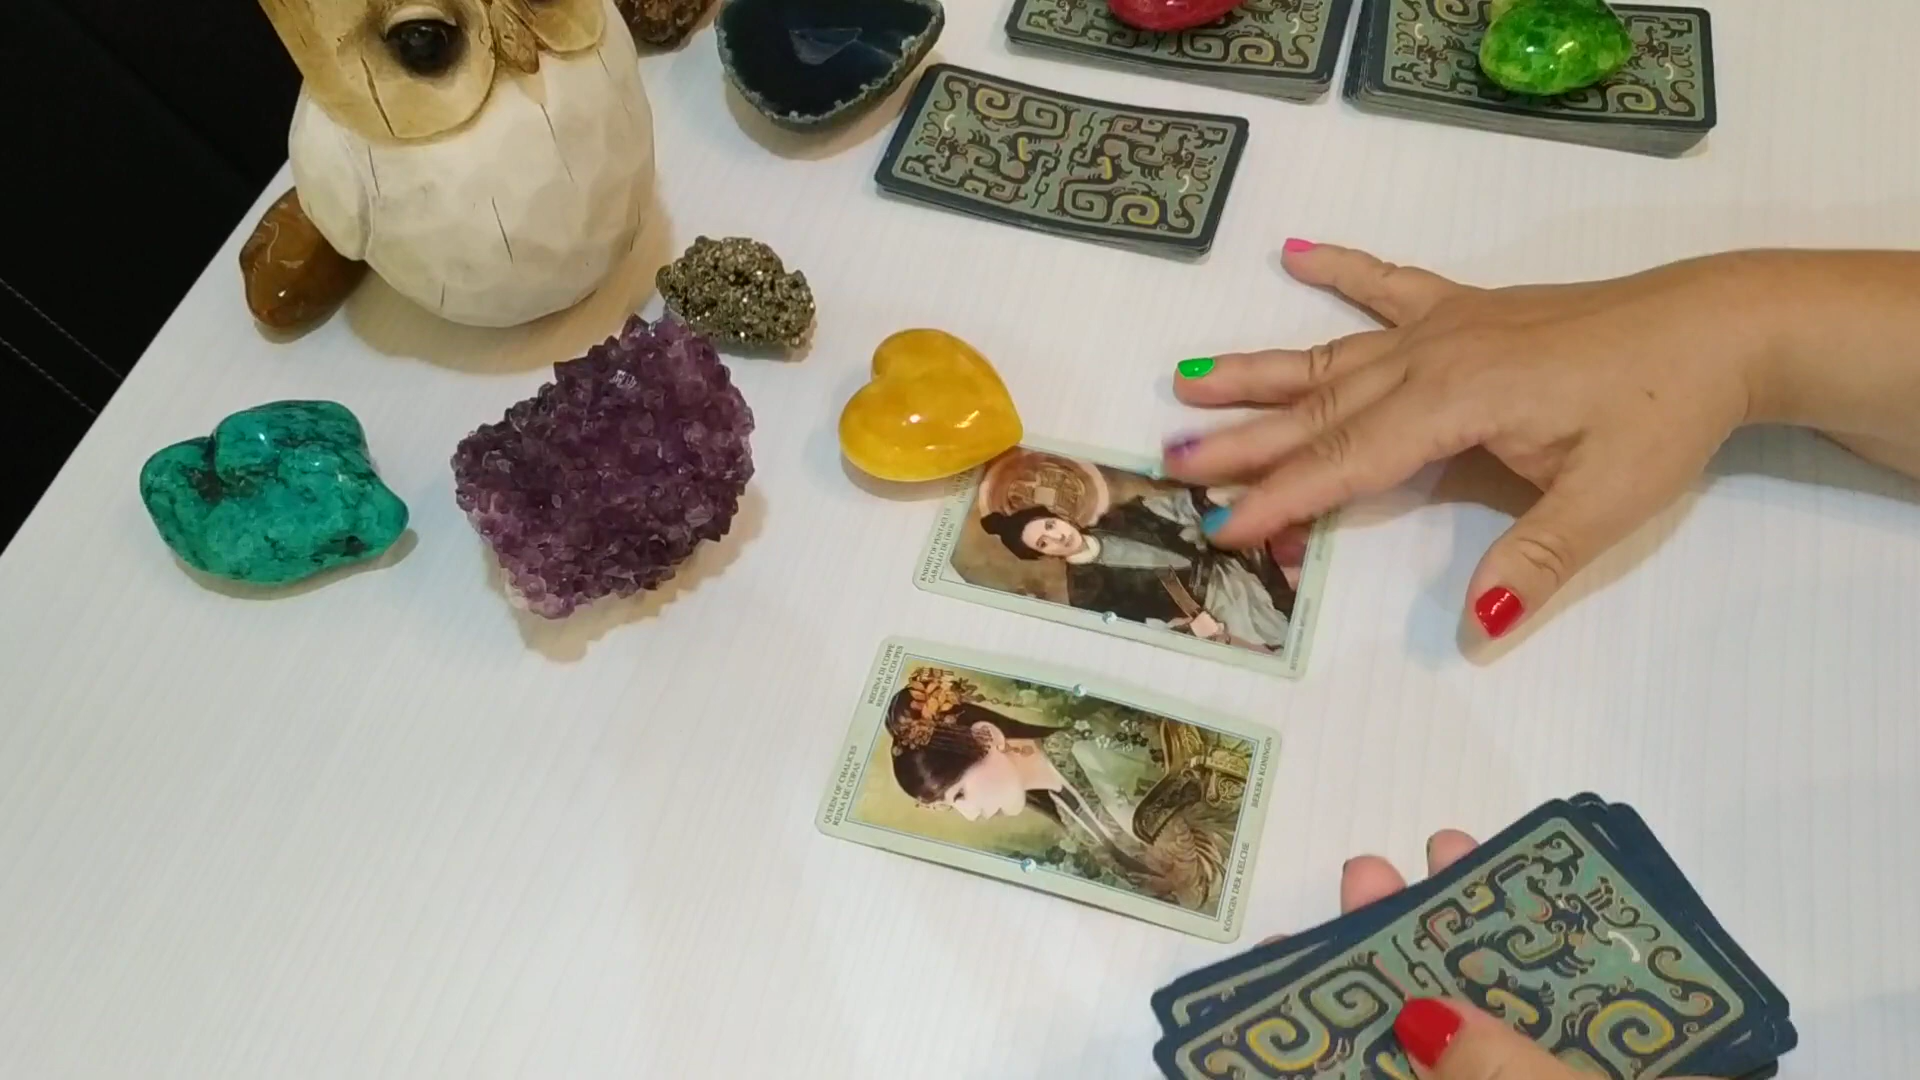 KNIGHT OF PENTACLES
CABALLO DE OROS
REGINA DI COPPE
REINE DE COUPES
QUEEN OF CHALICES
REINA DE COPAS
BEKERS KONINGIN
KÖNIGIN DER KELCHE